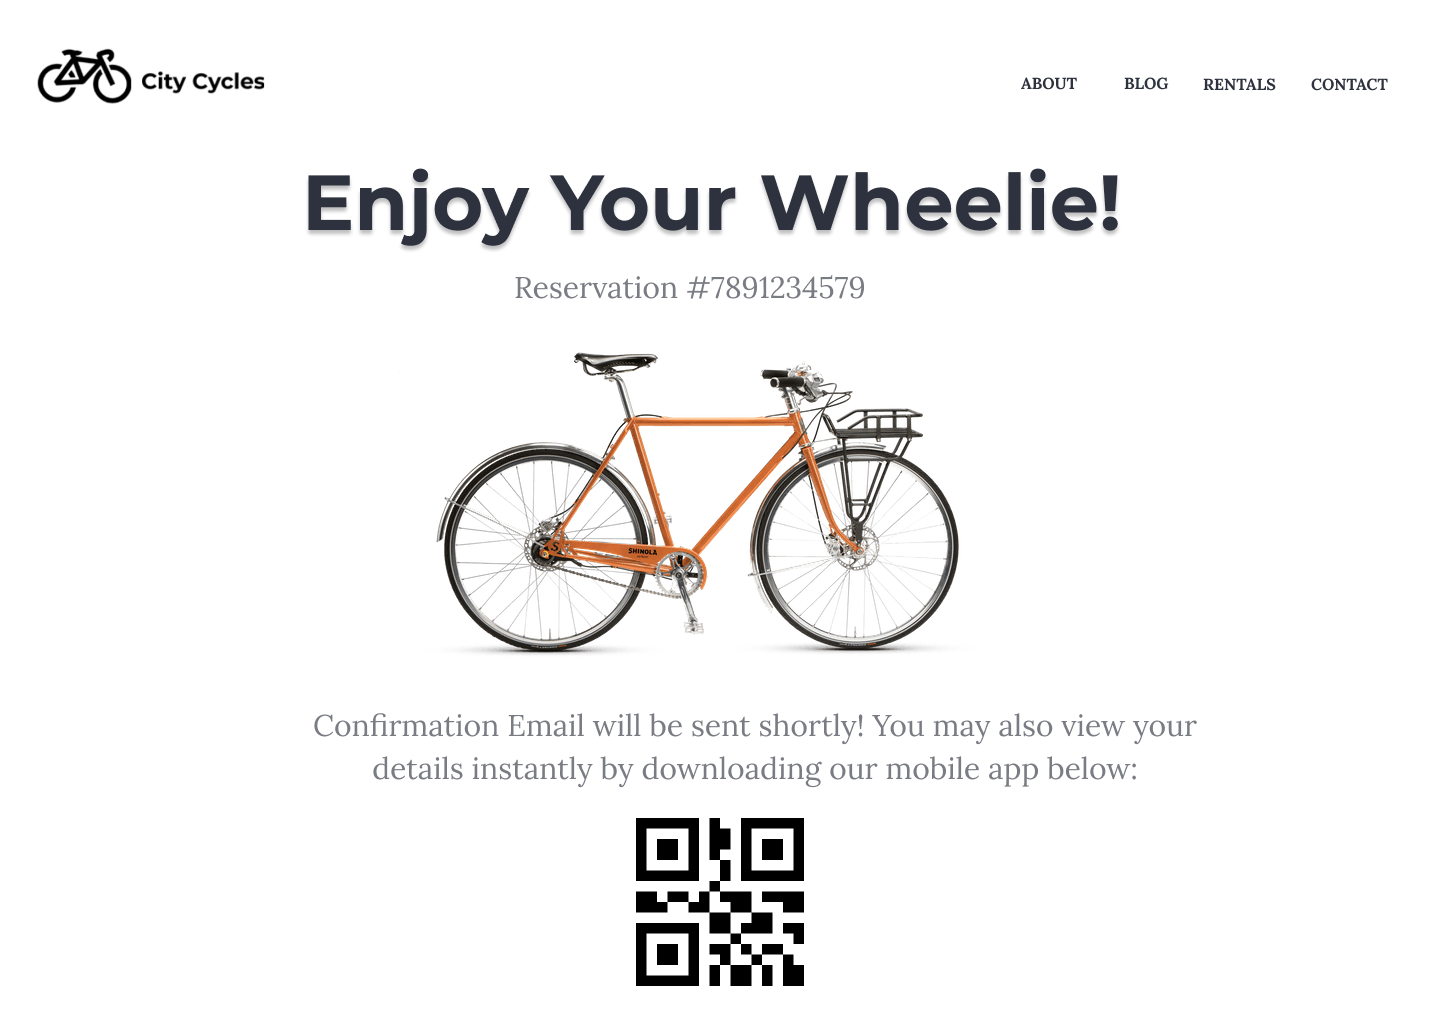 City Cycles
ABOUT BLOG RENTALS CONTACT
Enjoy Your Wheelie!
Reservation #7891234579
SHINOLA
Confirmation Email will be sent shortly! You may also view your
details instantly by downloading our mobile app below: